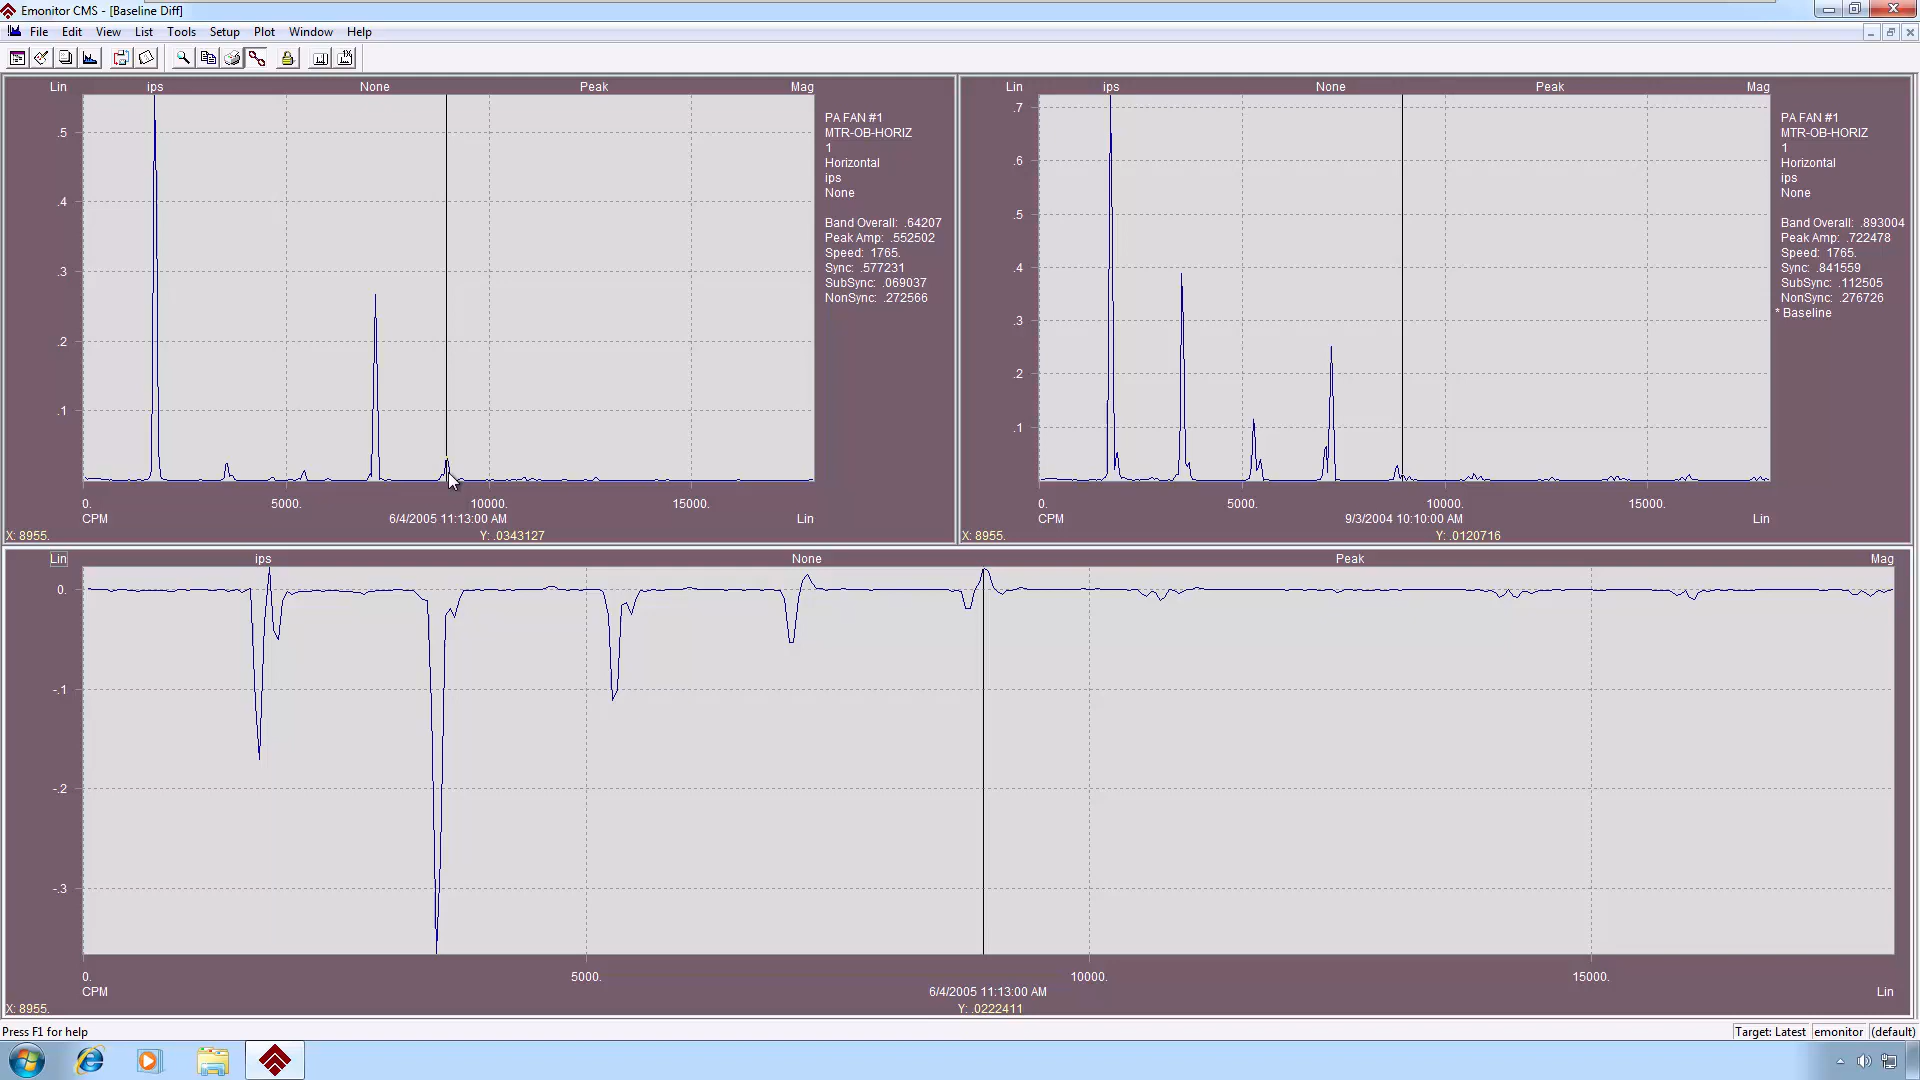 Emonitor CMS - [Baseline Diff]
File Edit View List Tools Setup Plot Window Help
Lin ips None Peak Mag
.5
.4
.3
.2
.1
0. 5000. 10000. 15000.
CPM 6/4/2005 11:13:00 AM Lin
X: 8955. Y: .0343127
PA FAN #1
MTR-OB-HORIZ
1
Horizontal
ips
None
Band Overall: .64207
Peak Amp: .552502
Speed: 1765.
Sync: .577231
SubSync: .069037
NonSync: .272566
Lin ips None Peak Mag
.7
.6
.5
.4
.3
.2
.1
0. 5000. 10000. 15000.
CPM 9/3/2004 10:10:00 AM Lin
X: 8955. Y: .0120716
PA FAN #1
MTR-OB-HORIZ
1
Horizontal
ips
None
Band Overall: .893004
Peak Amp: .722478
Speed: 1765.
Sync: .841559
SubSync: .112505
NonSync: .276726
* Baseline
Lin ips None Peak Mag
0.
-.1
-.2
-.3
0. 5000. 10000. 15000.
CPM 6/4/2005 11:13:00 AM Lin
X: 8955. Y: .0222411
Press F1 for help Target: Latest emonitor (default)